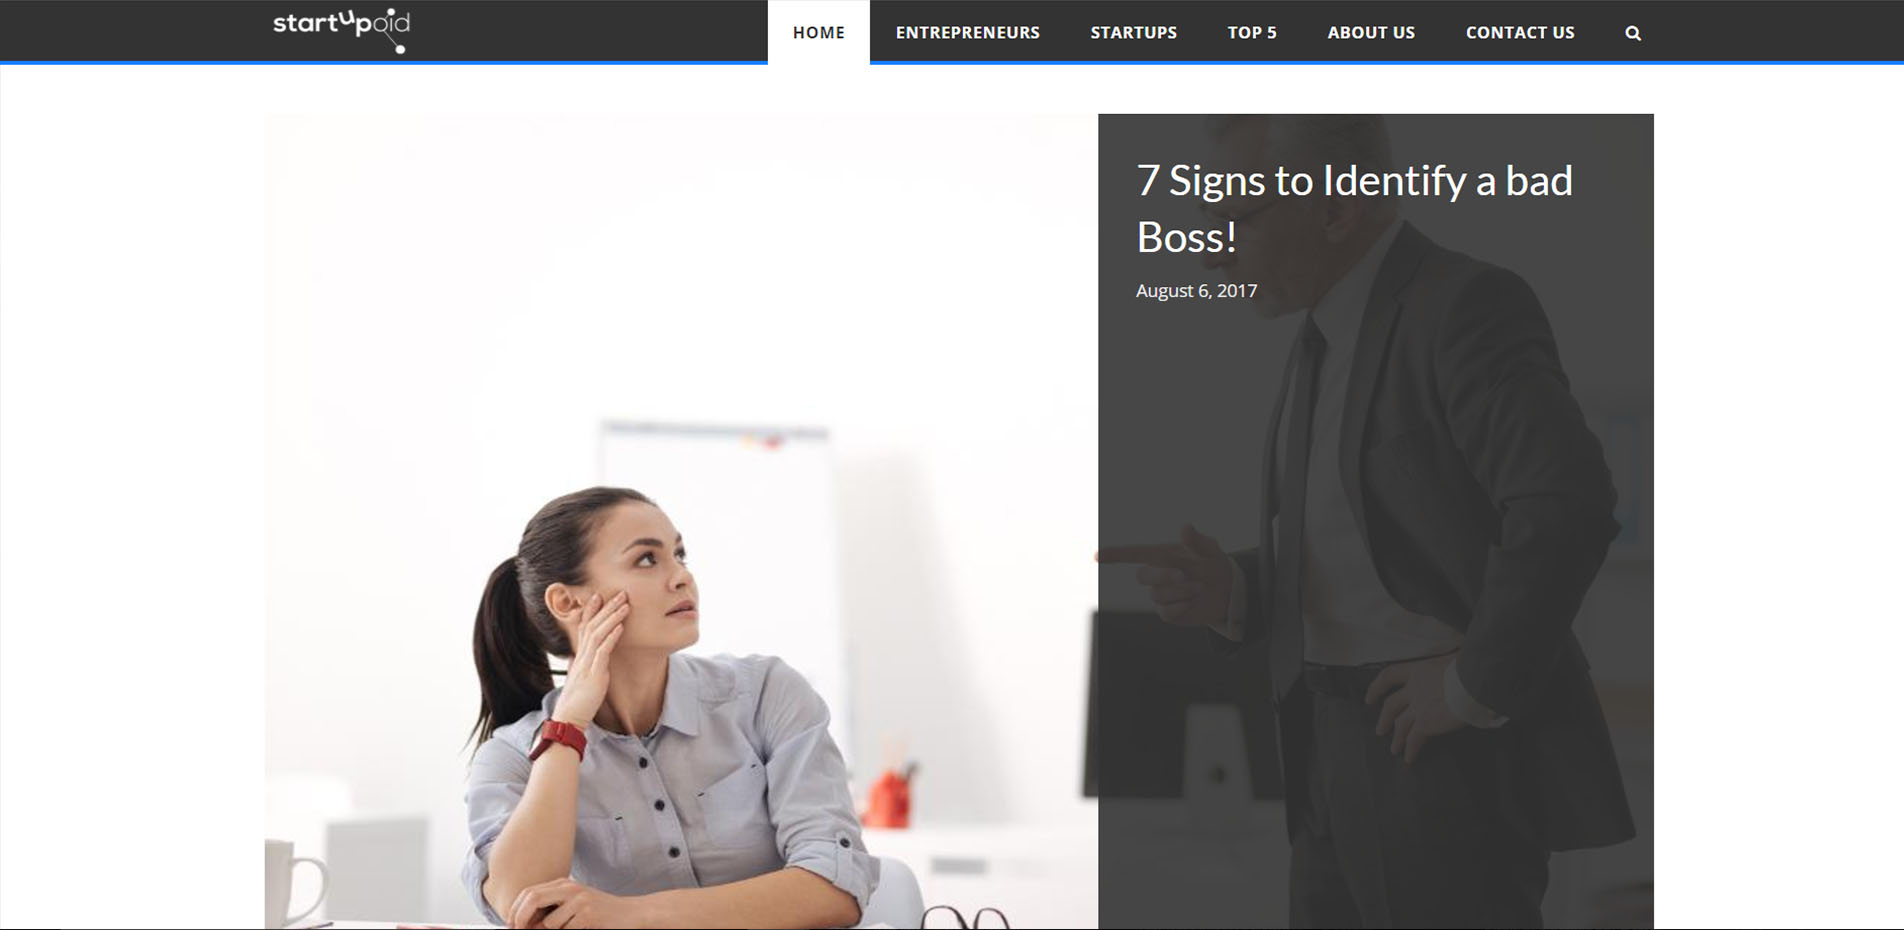 startupaid
HOME
ENTREPRENEURS
STARTUPS
TOP 5
ABOUT US
CONTACT US
7 Signs to Identify a bad
Boss!
August 6, 2017